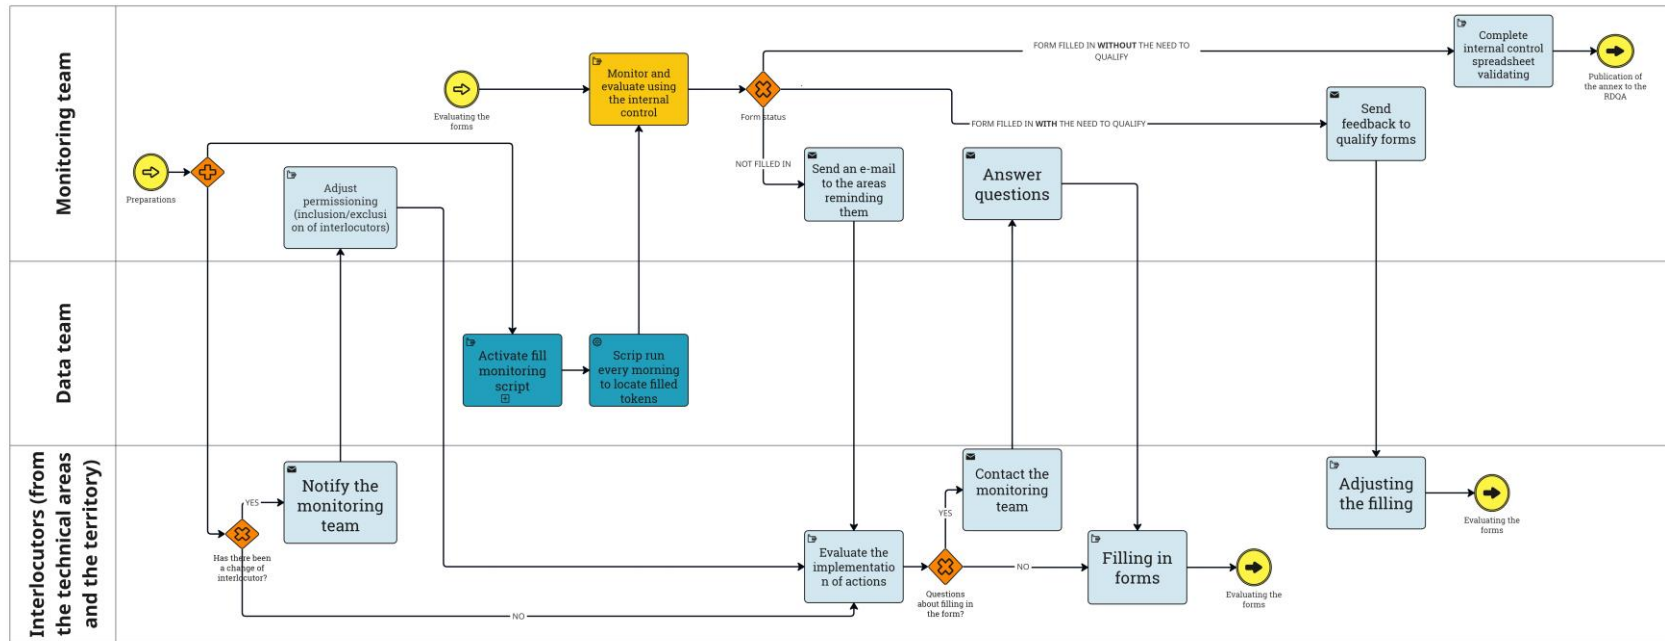 Monitoring team
Preparations
Adjust
permissioning
(inclusion/exclusi
on of interlocutors)
Evaluating the
forms
Monitor and
evaluate using
the internal
control
Form status
FORM FILLED IN WITHOUT THE NEED TO
QUALIFY
FORM FILLED IN WITH THE NEED TO QUALIFY
NOT FILLED IN
Send an e-mail
to the areas
reminding
them
Answer
questions
Send
feedback to
qualify forms
Complete
internal control
spreadsheet
validating
Publication of
the annex to the
RDQA
Data team
Activate fill
monitoring
script
Scrip run
every morning
to locate filled
tokens
Interlocutors (from
the technical areas
and the territory)
Has there been
a change of
interlocutor?
YES
Notify the
monitoring
team
NO
Evaluate the
implementatio
n of actions
Questions
about filling in
the form?
YES
Contact the
monitoring
team
NO
Filling in
forms
Evaluating the
forms
Adjusting
the filling
Evaluating the
forms